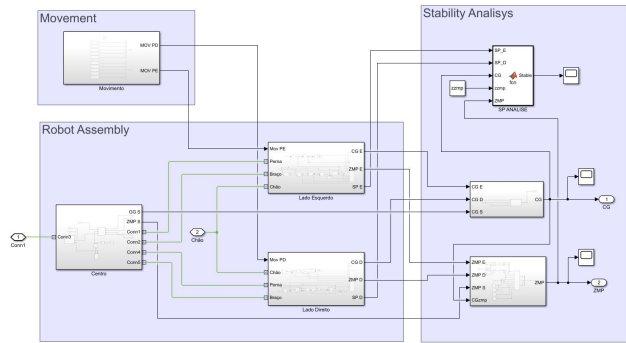 Movement
MOV PD
MOV PE
Movimento
Stability Analisys
SP_E
SP_D
CG
zzmp
ZMP
fcn
Stable
zzmp
SP ANALISE
Robot Assembly
Mov PE
Perna
Braço
Chão
CG E
ZMP E
SP E
Lado Esquerdo
CG E
CG D
CG S
CG
1
CG
1
Conn1
Conn3
CG S
ZMP S
Conn1
Conn2
Conn4
Conn5
Centro
2
Chão
Mov PD
Chão
Perna
Braço
CG D
ZMP D
SP D
Lado Direito
ZMP E
ZMP D
ZMP S
CGzmp
ZMP
2
ZMP